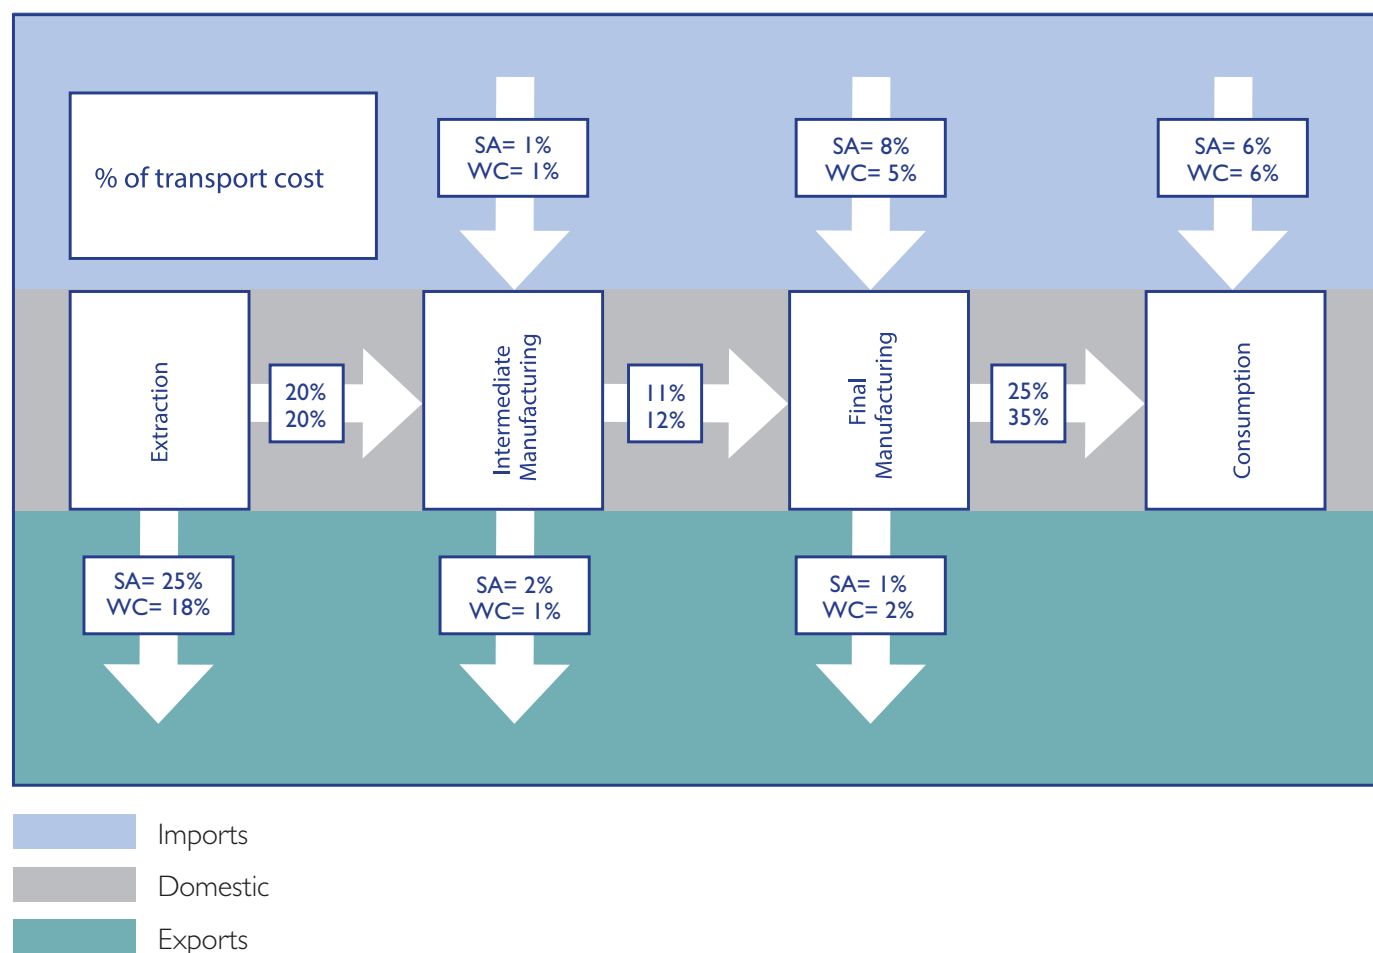 % of transport cost
SA= 1%
WC= 1%
SA= 8%
WC= 5%
SA= 6%
WC= 6%
Extraction
20%
20%
Intermediate
Manufacturing
11%
12%
Final
Manufacturing
25%
35%
Consumption
SA= 25%
WC= 18%
SA= 2%
WC= 1%
SA= 1%
WC= 2%
Imports
Domestic
Exports